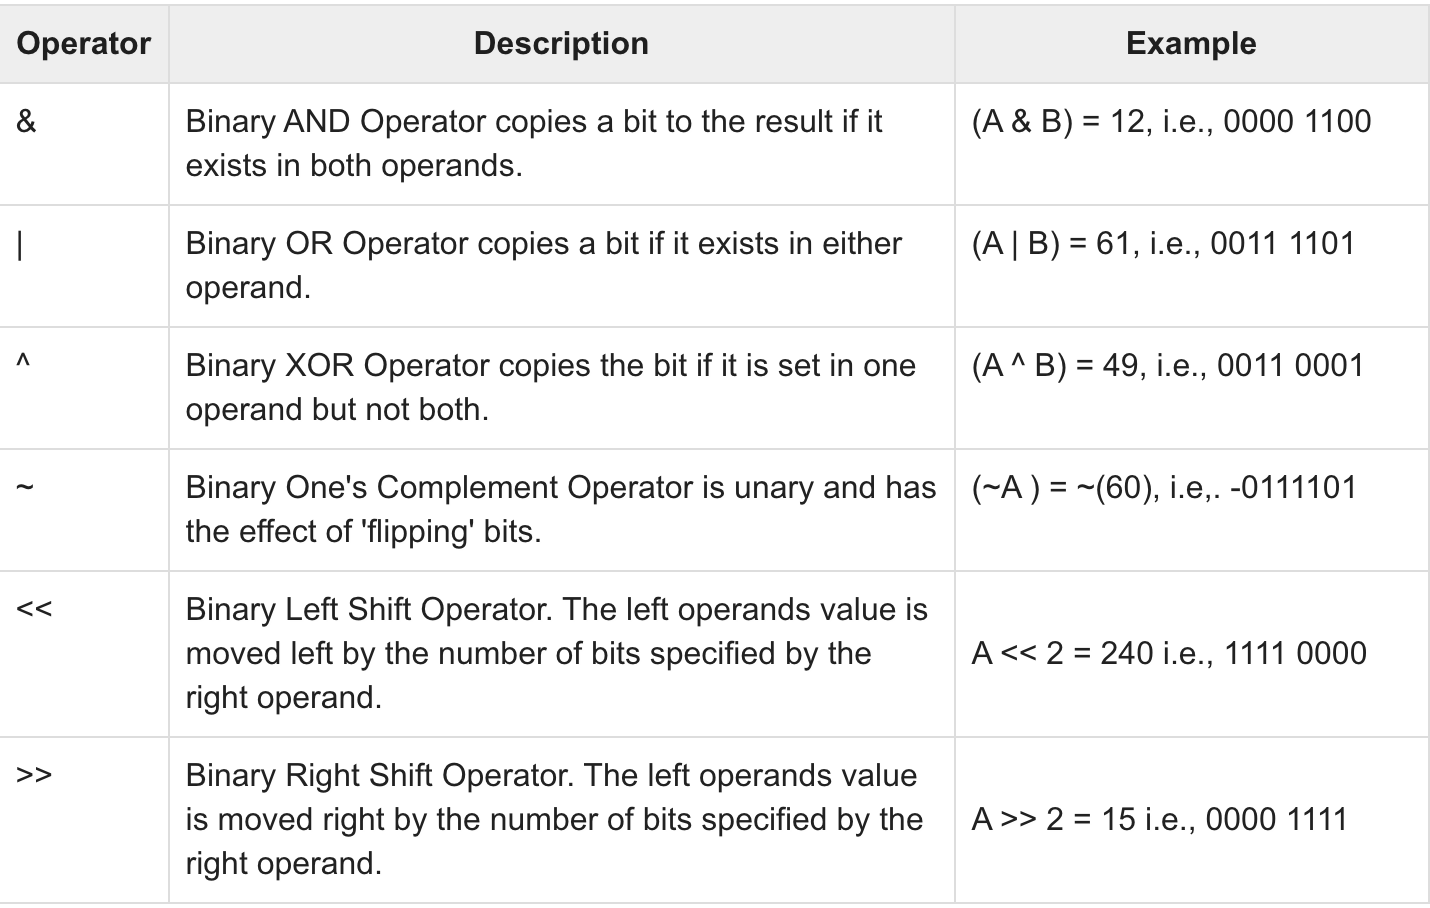 Operator Description Example
& Binary AND Operator copies a bit to the result if it (A & B) = 12, i.e., 0000 1100
exists in both operands.
| Binary OR Operator copies a bit if it exists in either (A | B) = 61, i.e., 0011 1101
operand.
^ Binary XOR Operator copies the bit if it is set in one (A ^ B) = 49, i.e., 0011 0001
operand but not both.
~ Binary One's Complement Operator is unary and has (~A ) = ~(60), i.e,. -0111101
the effect of 'flipping' bits.
<< Binary Left Shift Operator. The left operands value is
moved left by the number of bits specified by the A << 2 = 240 i.e., 1111 0000
right operand.
>> Binary Right Shift Operator. The left operands value
is moved right by the number of bits specified by the A >> 2 = 15 i.e., 0000 1111
right operand.